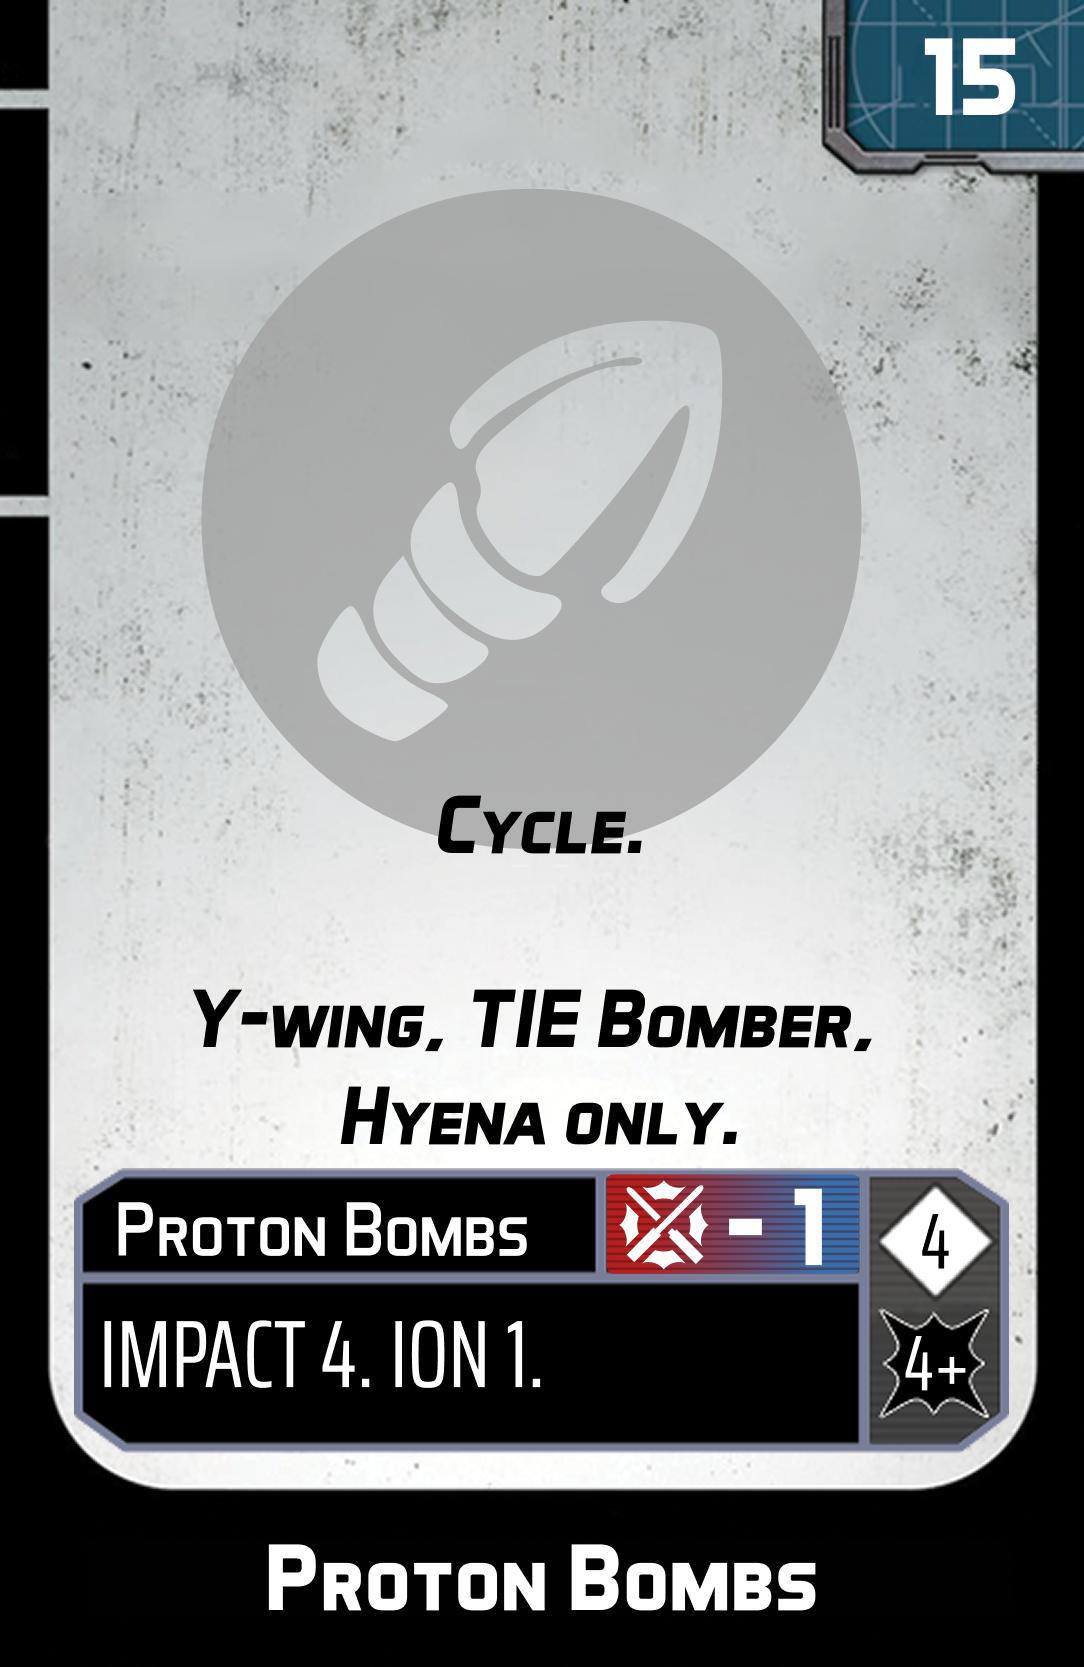 15
Cycle.
Y-wing, TIE Bomber,
Hyena only.
Proton Bombs
- 1
4
IMPACT 4. ION 1.
4+
Proton Bombs